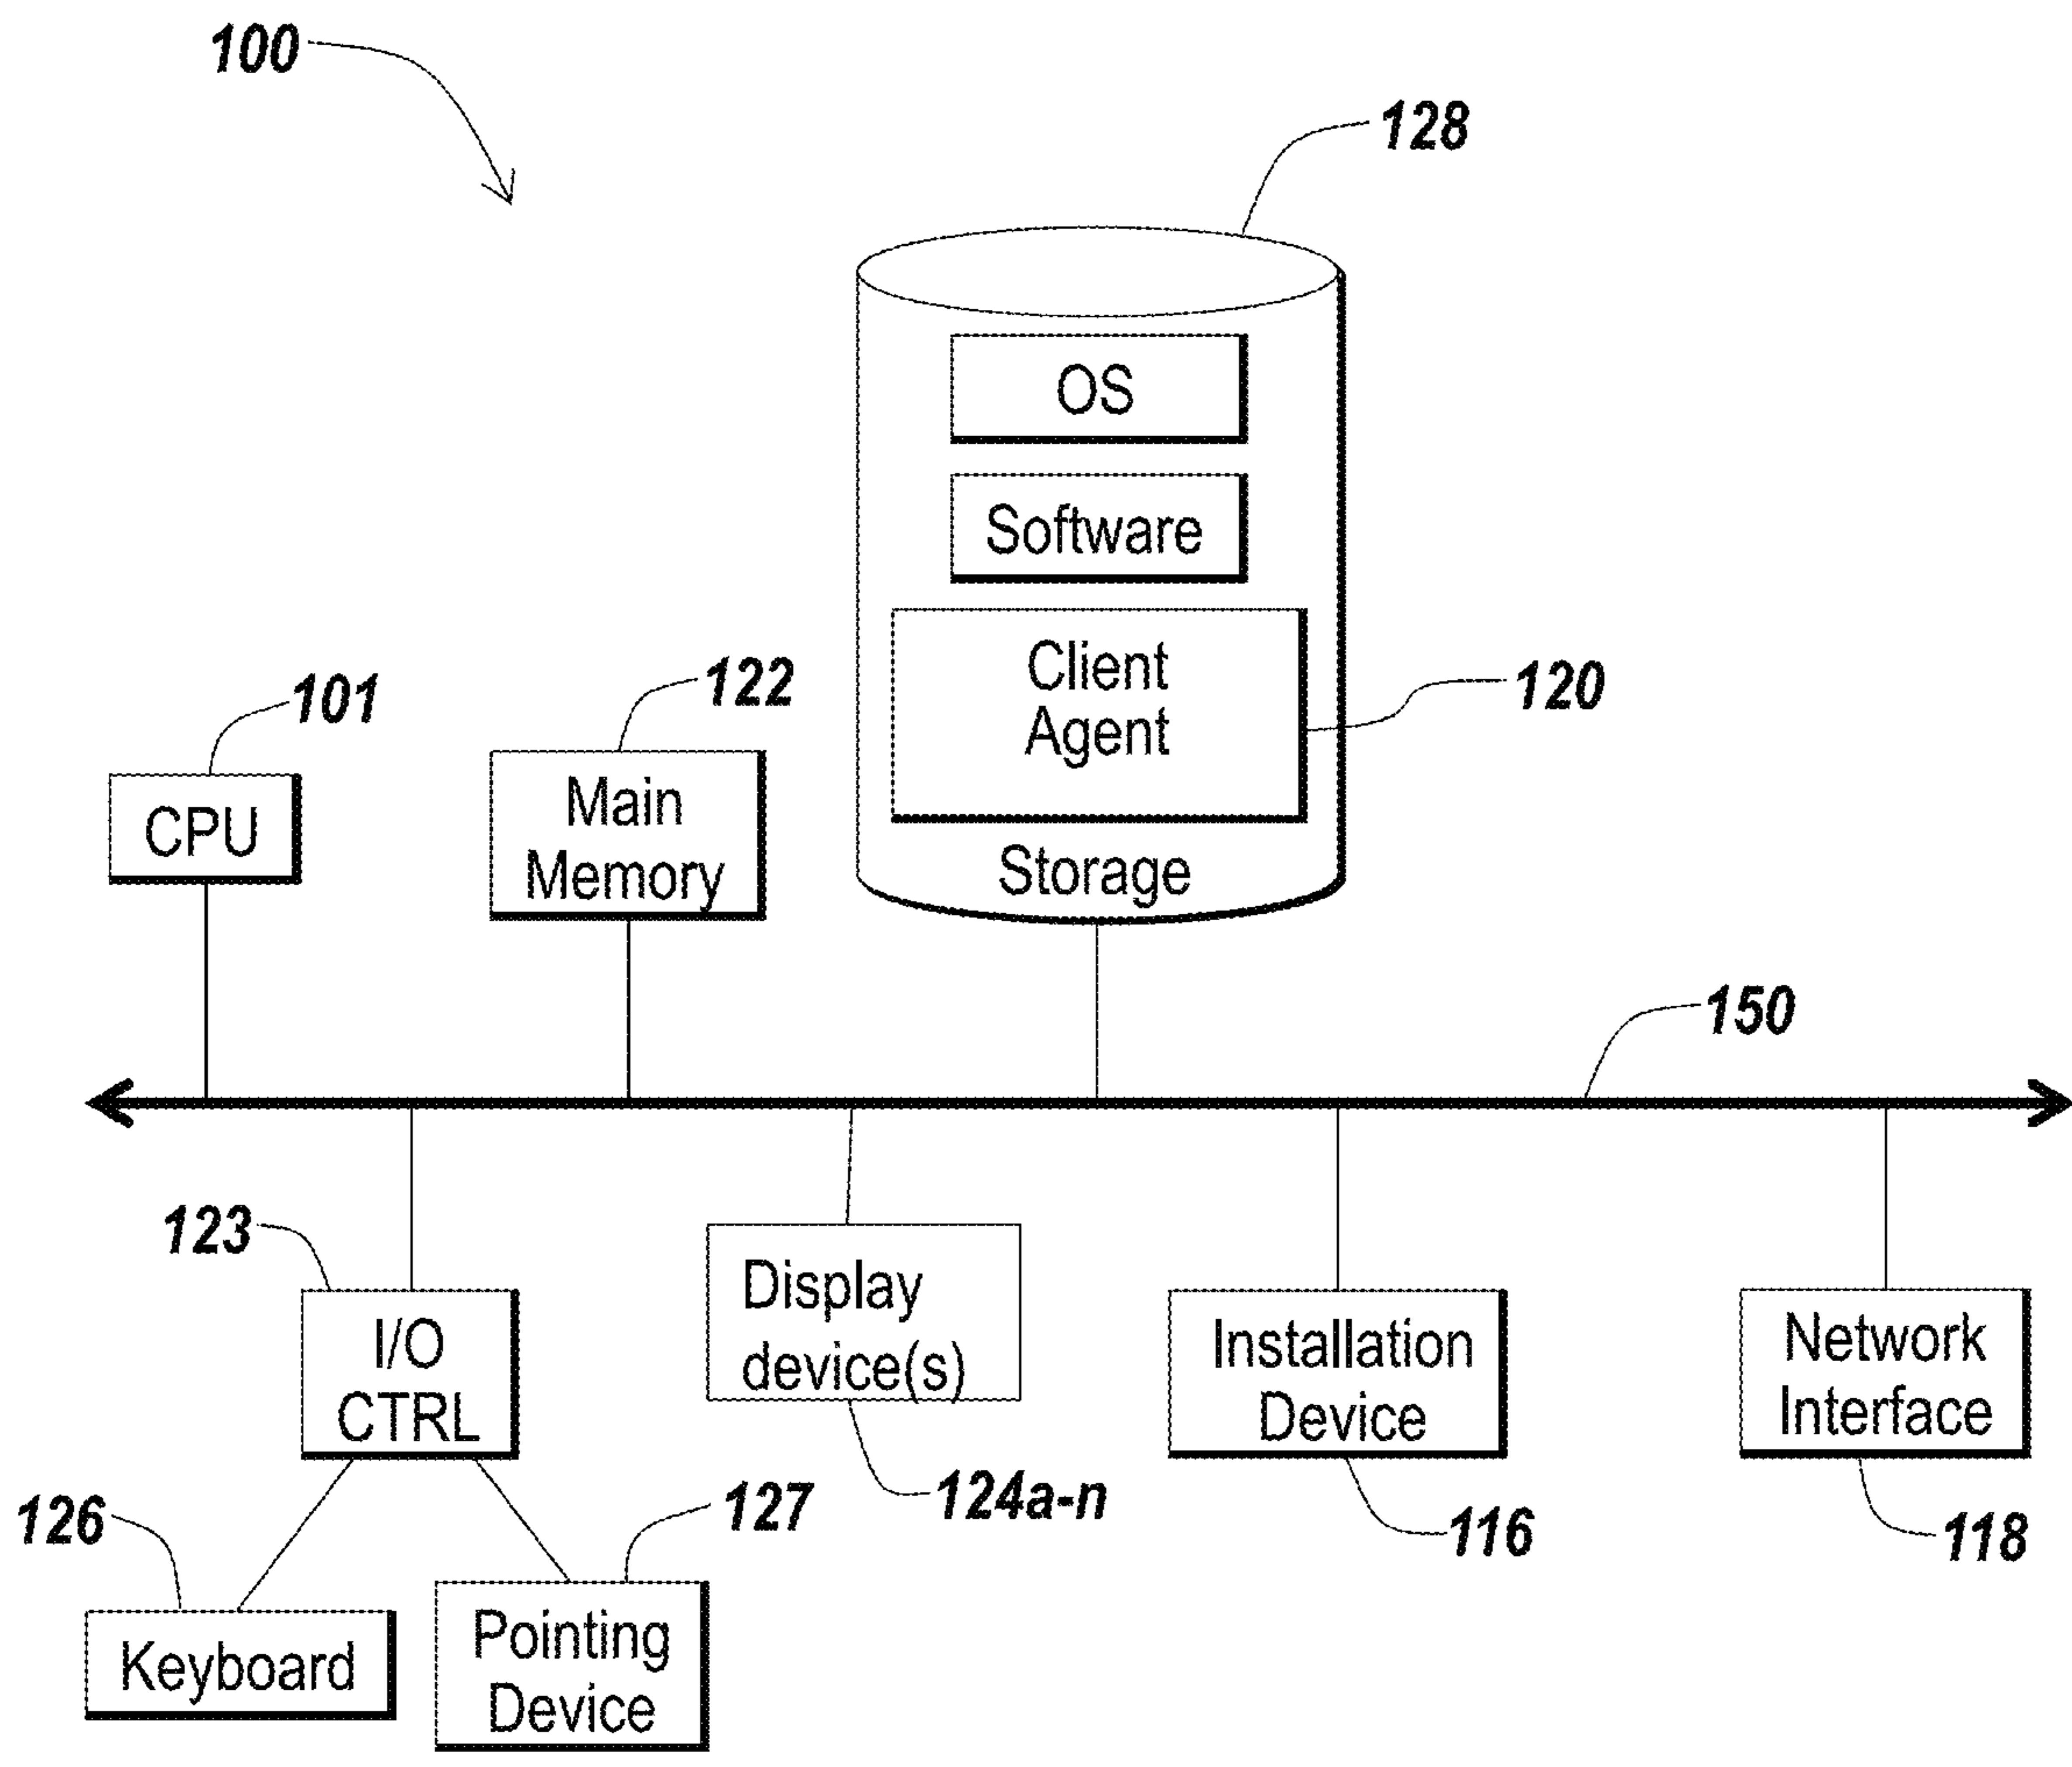 100
128
OS
Software
Client
Agent
120
Storage
101
CPU
122
Main
Memory
150
123
I/O
CTRL
Display
device(s)
124a-n
Installation
Device
116
Network
Interface
118
126
Keyboard
127
Pointing
Device